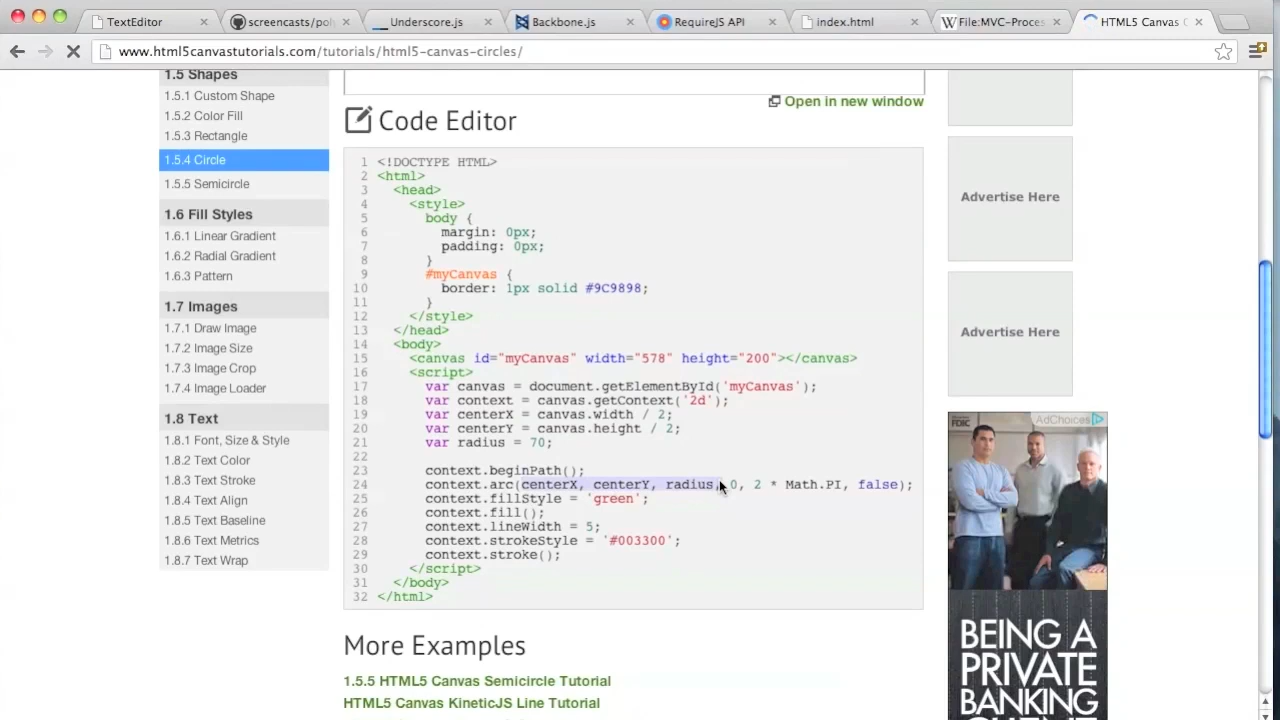 TextEditor
screencasts/poly
Underscore.js
Backbone.js
RequireJS API
index.html
File:MVC-Proces
HTML5 Canvas C
www.html5canvastutorials.com/tutorials/html5-canvas-circles/
1.5 Shapes
1.5.1 Custom Shape
1.5.2 Color Fill
1.5.3 Rectangle
1.5.4 Circle
1.5.5 Semicircle
1.6 Fill Styles
1.6.1 Linear Gradient
1.6.2 Radial Gradient
1.6.3 Pattern
1.7 Images
1.7.1 Draw Image
1.7.2 Image Size
1.7.3 Image Crop
1.7.4 Image Loader
1.8 Text
1.8.1 Font, Size & Style
1.8.2 Text Color
1.8.3 Text Stroke
1.8.4 Text Align
1.8.5 Text Baseline
1.8.6 Text Metrics
1.8.7 Text Wrap
Open in new window
Code Editor
1 <!DOCTYPE HTML>
2 <html>
3 <head>
4 <style>
5 body {
6 margin: 0px;
7 padding: 0px;
8 }
9 #myCanvas {
10 border: 1px solid #9C9898;
11 }
12 </style>
13 </head>
14 <body>
15 <canvas id="myCanvas" width="578" height="200"></canvas>
16 <script>
17 var canvas = document.getElementById('myCanvas');
18 var context = canvas.getContext('2d');
19 var centerX = canvas.width / 2;
20 var centerY = canvas.height / 2;
21 var radius = 70;
22
23 context.beginPath();
24 context.arc(centerX, centerY, radius, 0, 2 * Math.PI, false);
25 context.fillStyle = 'green';
26 context.fill();
27 context.lineWidth = 5;
28 context.strokeStyle = '#003300';
29 context.stroke();
30 </script>
31 </body>
32 </html>
More Examples
1.5.5 HTML5 Canvas Semicircle Tutorial
HTML5 Canvas KineticJS Line Tutorial
Advertise Here
Advertise Here
FDIC
AdChoices
BEING A
PRIVATE
BANKING
CLIENT